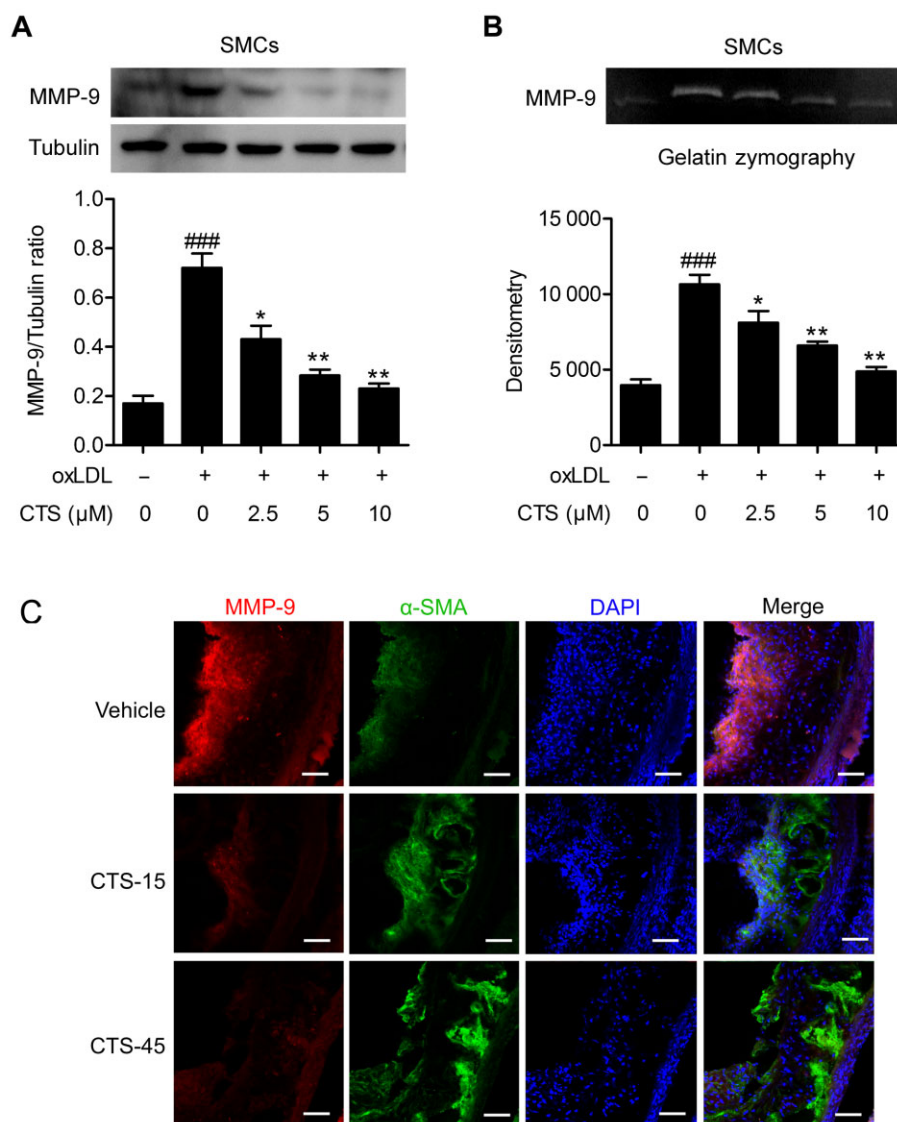 A
SMCs
MMP-9
Tubulin
MMP-9/Tubulin ratio
1.0
0.8
0.6
0.4
0.2
0.0
###
*
**
**
oxLDL – + + + +
CTS (μM) 0 0 2.5 5 10
B
SMCs
MMP-9
Gelatin zymography
Densitometry
15 000
10 000
5 000
0
###
*
**
**
oxLDL – + + + +
CTS (μM) 0 0 2.5 5 10
C
MMP-9 α-SMA DAPI Merge
Vehicle
CTS-15
CTS-45